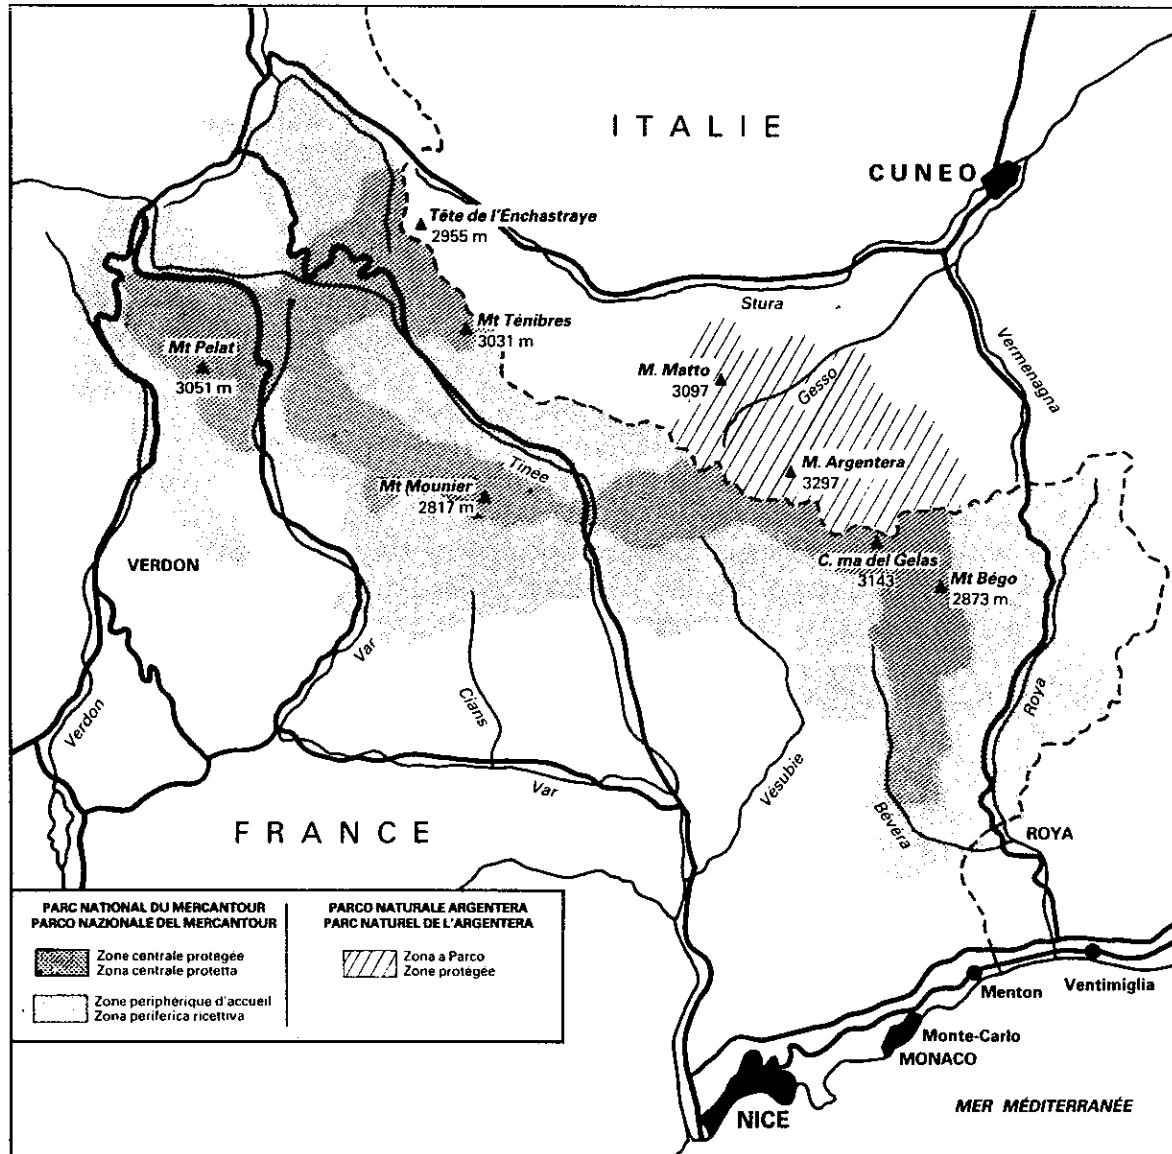 ITALIE
CUNEO
Tête de l'Enchastraye
2955 m
Stura
Mt Ténibres
3031 m
Vermenagna
Mt Pelat
3051 m
M. Matto
3097
Gesso
Tinée
M. Argentera
3297
Mt Mounier
2817 m
VERDON
C. ma del Gelas
3143
Mt Bégo
2873 m
Var
Cians
Verdon
Roya
Vésubie
Var
Bévéra
FRANCE
ROYA
PARC NATIONAL DU MERCANTOUR
PARCO NAZIONALE DEL MERCANTOUR
Zone centrale protegée
Zona centrale protetta
Zone periphérique d'accueil
Zona periferica ricettiva
PARCO NATURALE ARGENTERA
PARC NATUREL DE L'ARGENTERA
Zona a Parco
Zone protégée
Menton
Ventimiglia
Monte-Carlo
MONACO
NICE
MER MÉDITERRANÉE